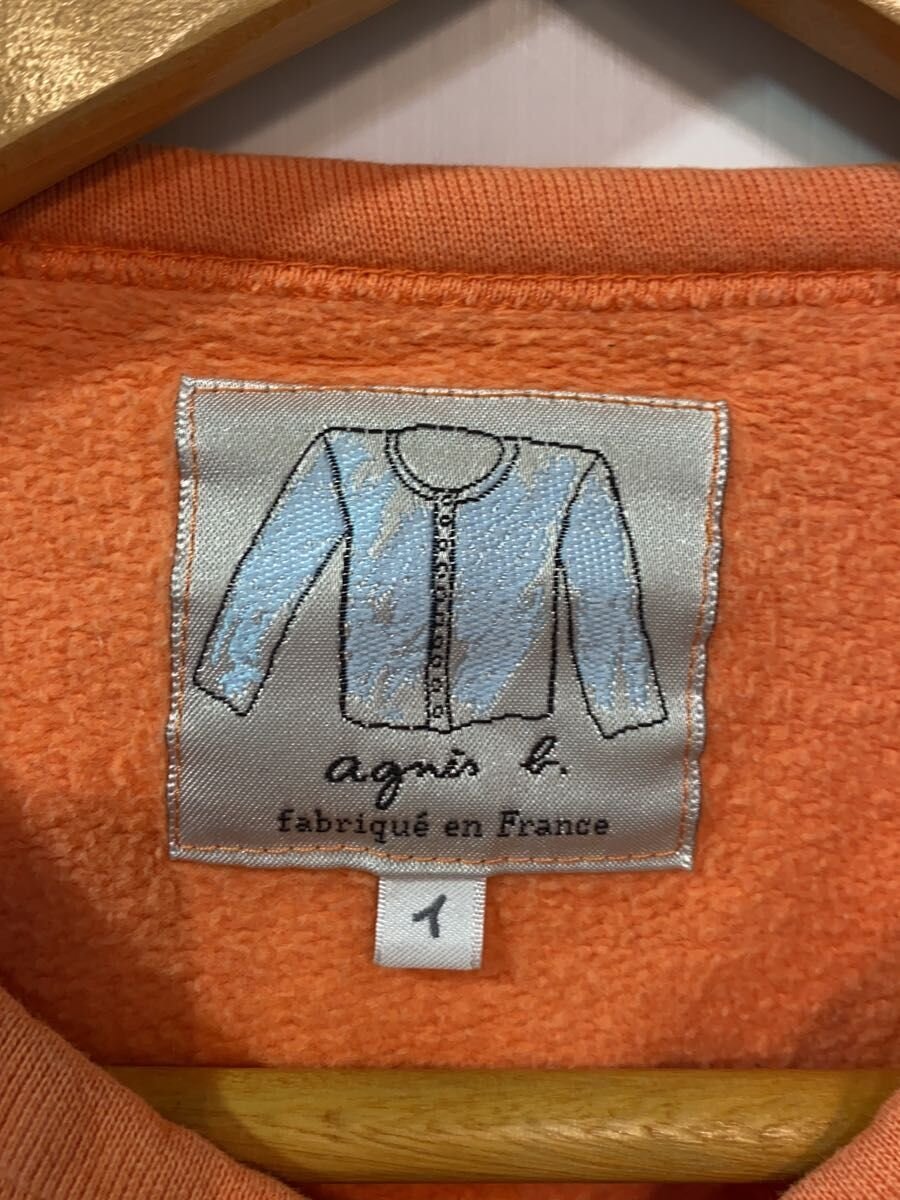 agnès b.
fabriqué en France
1